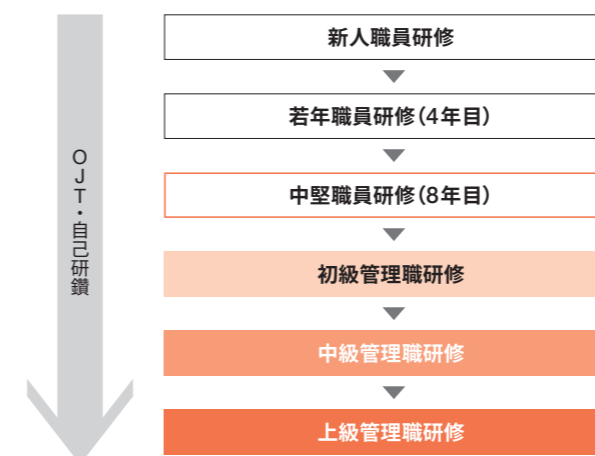 新人職員研修
若年職員研修（4年目）
中堅職員研修（8年目）
初級管理職研修
中級管理職研修
上級管理職研修
OJT・自己研鑽